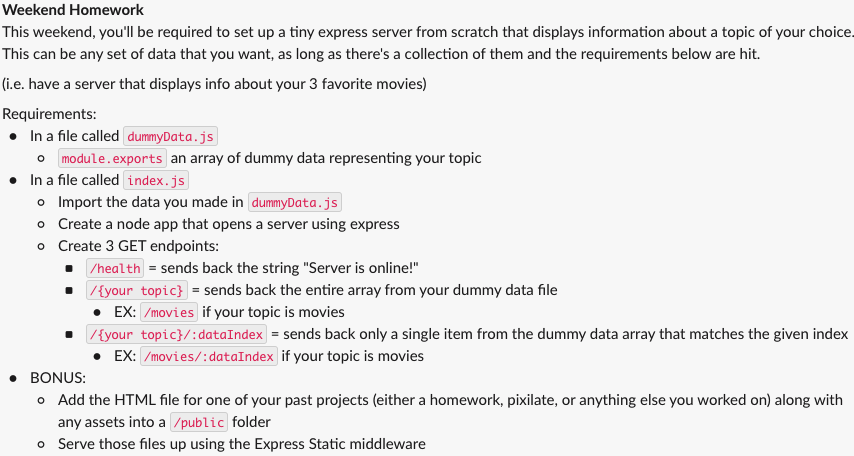 Weekend Homework
This weekend, you'll be required to set up a tiny express server from scratch that displays information about a topic of your choice.
This can be any set of data that you want, as long as there's a collection of them and the requirements below are hit.
(i.e. have a server that displays info about your 3 favorite movies)
Requirements:
● In a file called dummyData.js
○ module.exports an array of dummy data representing your topic
● In a file called index.js
○ Import the data you made in dummyData.js
○ Create a node app that opens a server using express
○ Create 3 GET endpoints:
■ /health = sends back the string "Server is online!"
■ /{your topic} = sends back the entire array from your dummy data file
● EX: /movies if your topic is movies
■ /{your topic}/:dataIndex = sends back only a single item from the dummy data array that matches the given index
● EX: /movies/:dataIndex if your topic is movies
● BONUS:
○ Add the HTML file for one of your past projects (either a homework, pixilate, or anything else you worked on) along with
any assets into a /public folder
○ Serve those files up using the Express Static middleware